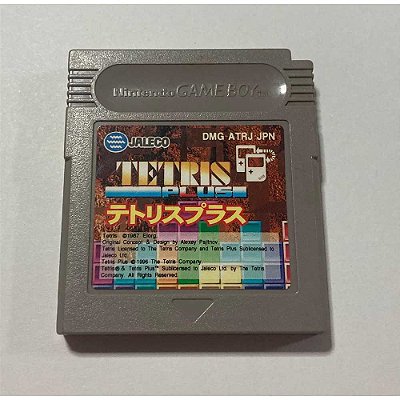 Nintendo GAME BOY
JALECO
DMG-ATRJ-JPN
TETRIS
PLUS
テトリスプラス
Tetris ©1987 Elorg.
Original Concept & Design by Alexey Pajitnov.
Tetris Licensed to The Tetris Company and Tetris Plus Sublicensed to
Jaleco Ltd.
Tetris Plus ©1996 The Tetris Company.
Tetris® & Tetris Plus™ Sublicensed to Jaleco Ltd. by The Tetris
Company. All Rights Reserved.